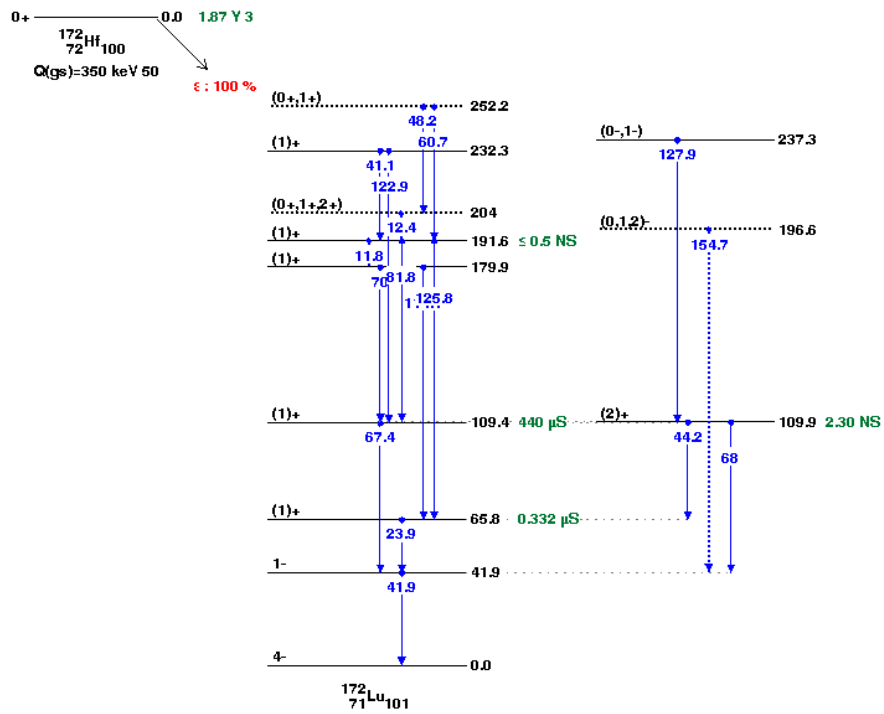 0+ 0.0 1.87 Y 3
172
72Hf100
Q(gs)=350 keV 50
ε : 100 %
(0+,1+) 252.2
48.2
60.7
(1)+ 232.3
41.1
122.9
(0+,1+,2+) 204
12.4
(1)+ 191.6 ≤ 0.5 NS
11.8
(1)+ 179.9
70
81.8
125.8
(1)+ 109.4 440 µS
67.4
(1)+ 65.8 0.332 µS
23.9
1- 41.9
41.9
4- 0.0
172
71Lu101
(0-,1-) 237.3
127.9
(0,1,2)- 196.6
154.7
(2)+ 109.9 2.30 NS
44.2
68